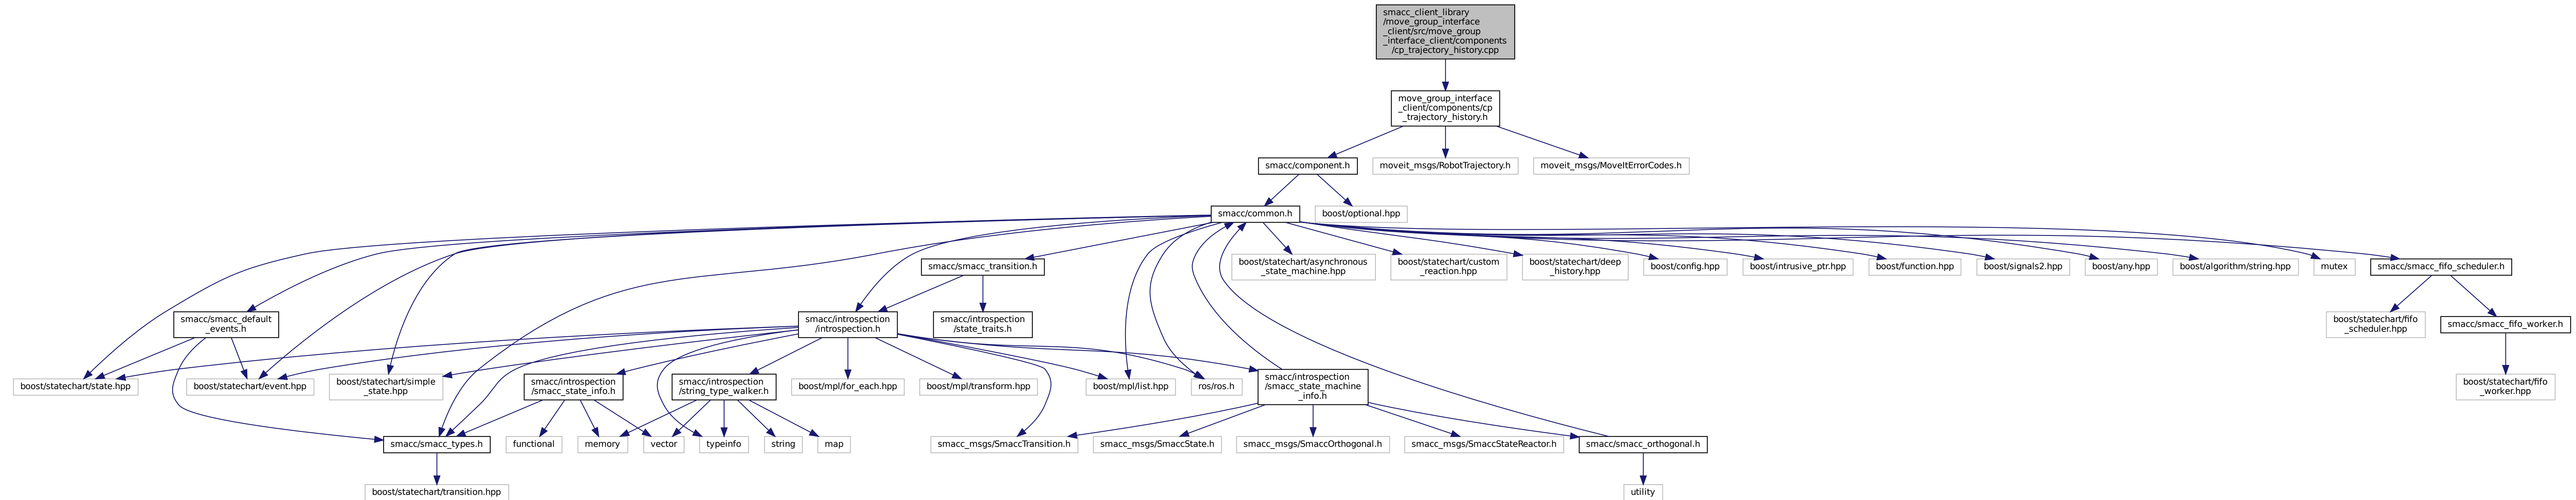 smacc_client_library
/move_group_interface
_client/src/move_group
_interface_client/components
/cp_trajectory_history.cpp
move_group_interface
_client/components/cp
_trajectory_history.h
smacc/component.h
moveit_msgs/RobotTrajectory.h
moveit_msgs/MoveItErrorCodes.h
smacc/common.h
boost/optional.hpp
smacc/smacc_transition.h
boost/statechart/asynchronous
_state_machine.hpp
boost/statechart/custom
_reaction.hpp
boost/statechart/deep
_history.hpp
boost/config.hpp
boost/intrusive_ptr.hpp
boost/function.hpp
boost/signals2.hpp
boost/any.hpp
boost/algorithm/string.hpp
mutex
smacc/smacc_fifo_scheduler.h
smacc/smacc_default
_events.h
smacc/introspection
/introspection.h
smacc/introspection
/state_traits.h
boost/statechart/fifo
_scheduler.hpp
smacc/smacc_fifo_worker.h
boost/statechart/state.hpp
boost/statechart/event.hpp
boost/statechart/simple
_state.hpp
smacc/introspection
/smacc_state_info.h
smacc/introspection
/string_type_walker.h
boost/mpl/for_each.hpp
boost/mpl/transform.hpp
boost/mpl/list.hpp
ros/ros.h
smacc/introspection
/smacc_state_machine
_info.h
boost/statechart/fifo
_worker.hpp
smacc/smacc_types.h
functional
memory
vector
typeinfo
string
map
smacc_msgs/SmaccTransition.h
smacc_msgs/SmaccState.h
smacc_msgs/SmaccOrthogonal.h
smacc_msgs/SmaccStateReactor.h
smacc/smacc_orthogonal.h
boost/statechart/transition.hpp
utility